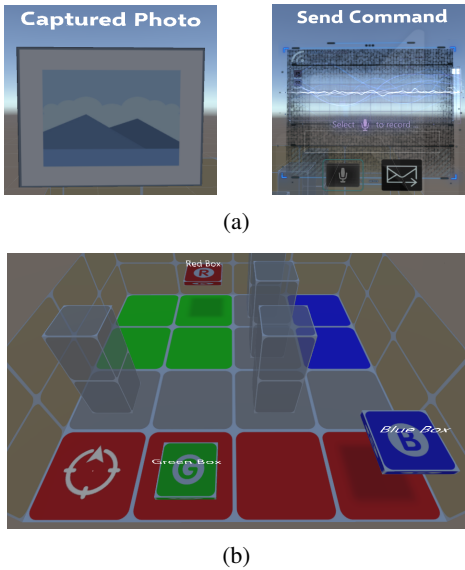 Captured Photo
Send Command
Select to record
(a)
Red Box
R
Blue Box
B
Green Box
G
(b)